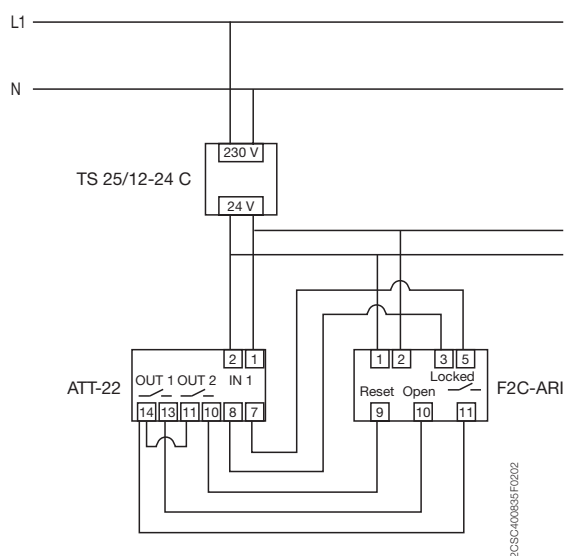 L1
N
230 V
TS 25/12-24 C
24 V
2 1
1 2 3 5
OUT 1 OUT 2 IN 1
Locked
ATT-22
F2C-ARI
Reset Open
14 13 11 10 8 7
9 10 11
2CSC400835F0202